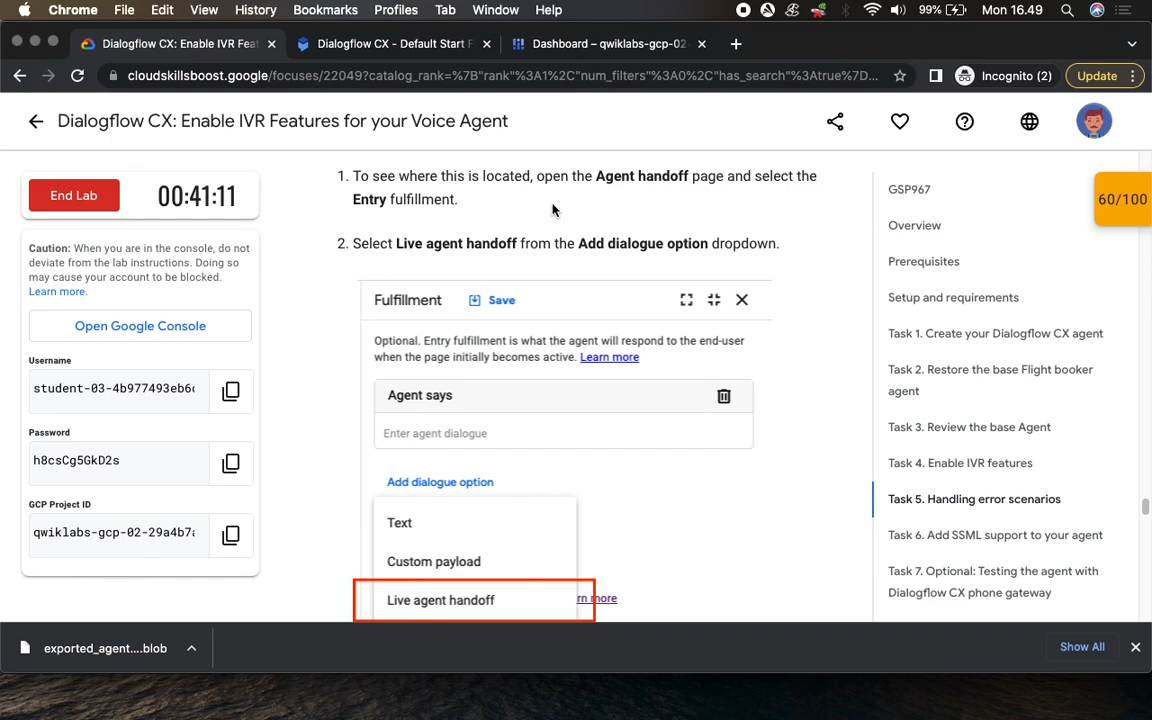 Chrome File Edit View History Bookmarks Profiles Tab Window Help 99% Mon 16.49
Dialogflow CX: Enable IVR Feat
Dialogflow CX - Default Start F
Dashboard – qwiklabs-gcp-02-
cloudskillsboost.google/focuses/22049?catalog_rank=%7B"rank"%3A1%2C"num_filters"%3A0%2C"has_search"%3Atrue%7D... Incognito (2) Update
Dialogflow CX: Enable IVR Features for your Voice Agent
End Lab 00:41:11
Caution: When you are in the console, do not
deviate from the lab instructions. Doing so
may cause your account to be blocked.
Learn more.
Open Google Console
Username
student-03-4b977493eb6
Password
h8csCg5GkD2s
GCP Project ID
qwiklabs-gcp-02-29a4b7
1. To see where this is located, open the Agent handoff page and select the
Entry fulfillment.
2. Select Live agent handoff from the Add dialogue option dropdown.
Fulfillment Save
Optional. Entry fulfillment is what the agent will respond to the end-user
when the page initially becomes active. Learn more
Agent says
Enter agent dialogue
Add dialogue option
Text
Custom payload
Live agent handoff
rn more
GSP967
60/100
Overview
Prerequisites
Setup and requirements
Task 1. Create your Dialogflow CX agent
Task 2. Restore the base Flight booker
agent
Task 3. Review the base Agent
Task 4. Enable IVR features
Task 5. Handling error scenarios
Task 6. Add SSML support to your agent
Task 7. Optional: Testing the agent with
Dialogflow CX phone gateway
exported_agent....blob
Show All